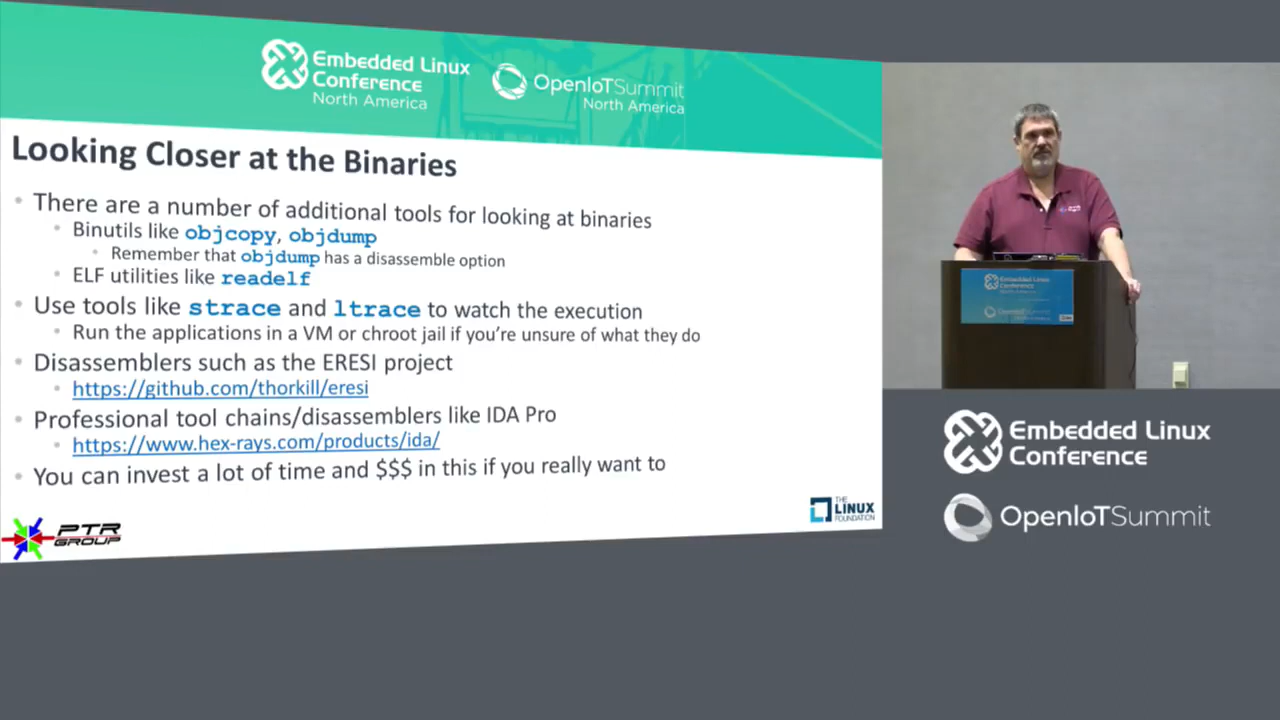 Embedded Linux
Conference
North America
OpenIoTSummit
North America
Looking Closer at the Binaries
There are a number of additional tools for looking at binaries
Binutils like objcopy, objdump
Remember that objdump has a disassemble option
ELF utilities like readelf
Use tools like strace and ltrace to watch the execution
Run the applications in a VM or chroot jail if you're unsure of what they do
Disassemblers such as the ERESI project
https://github.com/thorkill/eresi
Professional tool chains/disassemblers like IDA Pro
https://www.hex-rays.com/products/ida/
You can invest a lot of time and $$$ in this if you really want to
PTR
GROUP
THE
LINUX
FOUNDATION
Embedded Linux
Conference
Embedded Linux
Conference
OpenIoTSummit